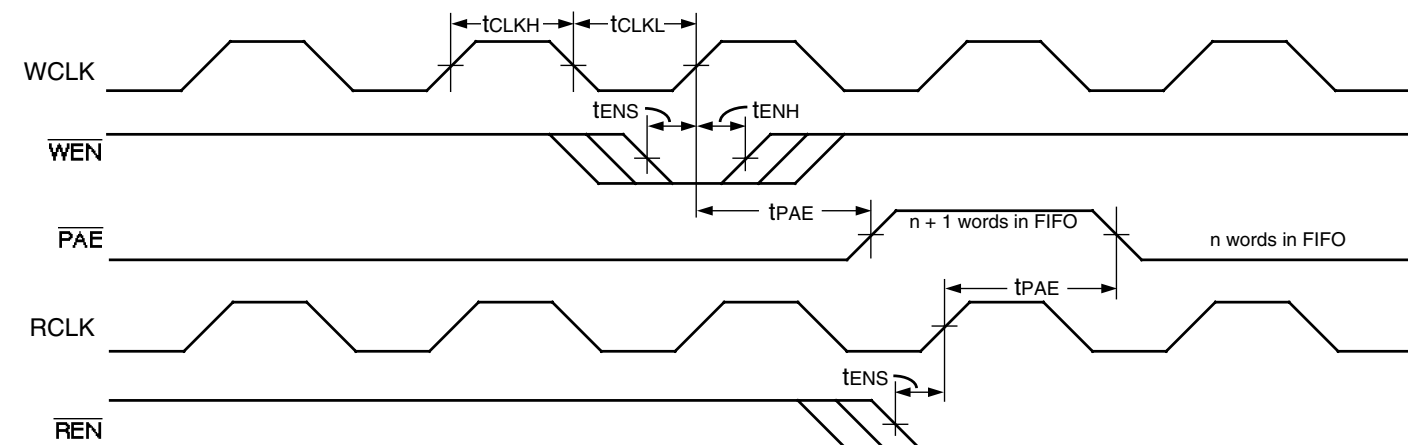 tCLKH
tCLKL
WCLK
tENS
tENH
WEN
tPAE
PAE
n + 1 words in FIFO
n words in FIFO
tPAE
RCLK
tENS
REN